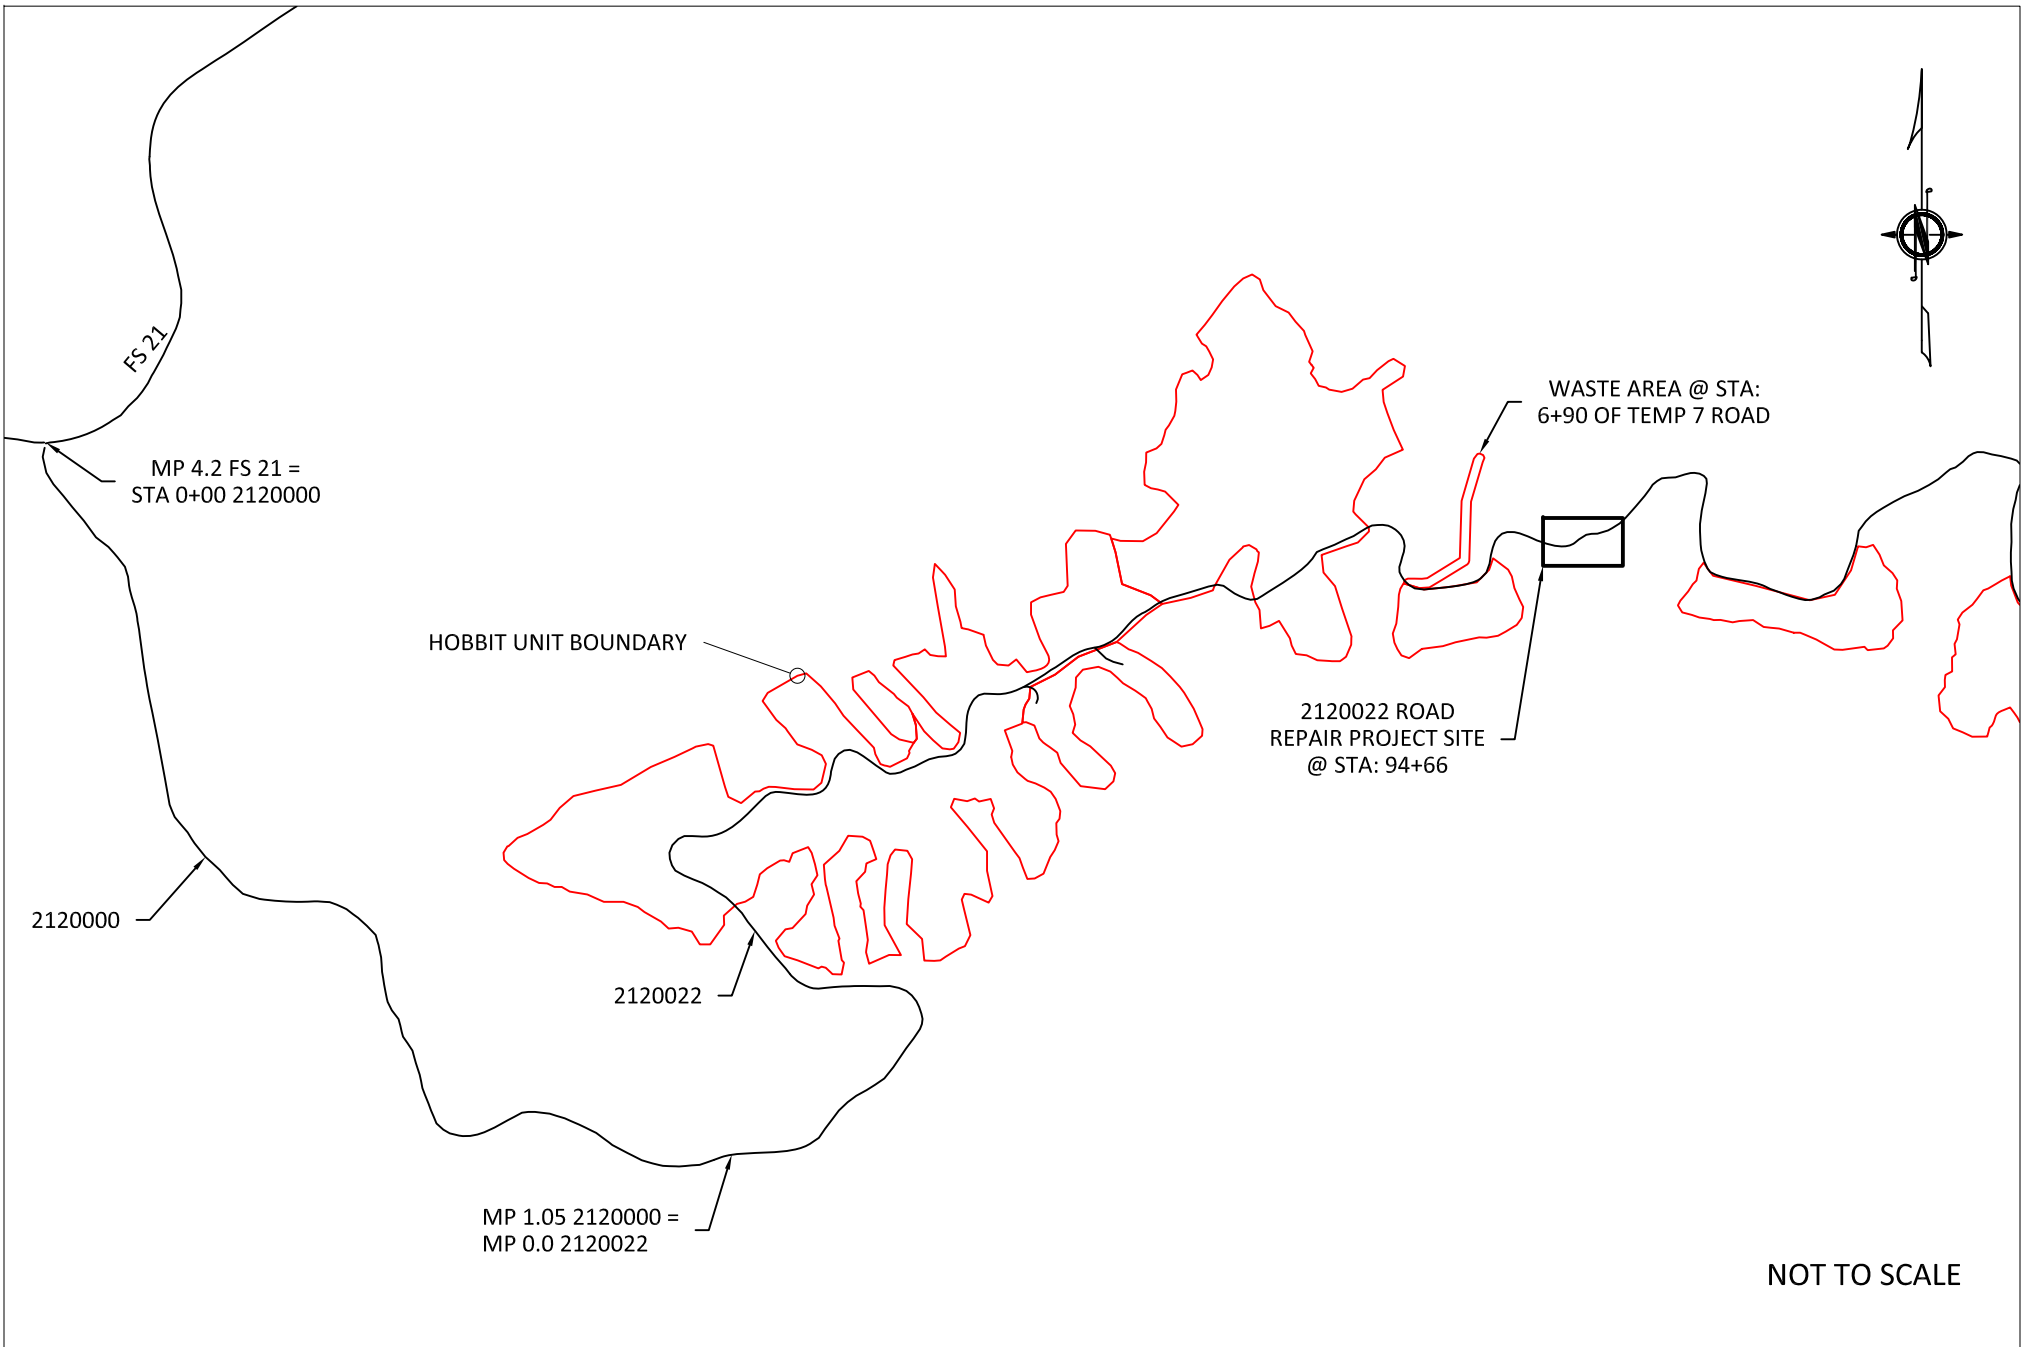 FS 21
WASTE AREA @ STA:
6+90 OF TEMP 7 ROAD
MP 4.2 FS 21 =
STA 0+00 2120000
HOBBIT UNIT BOUNDARY
2120022 ROAD
REPAIR PROJECT SITE
@ STA: 94+66
2120000
2120022
MP 1.05 2120000 =
MP 0.0 2120022
NOT TO SCALE
N